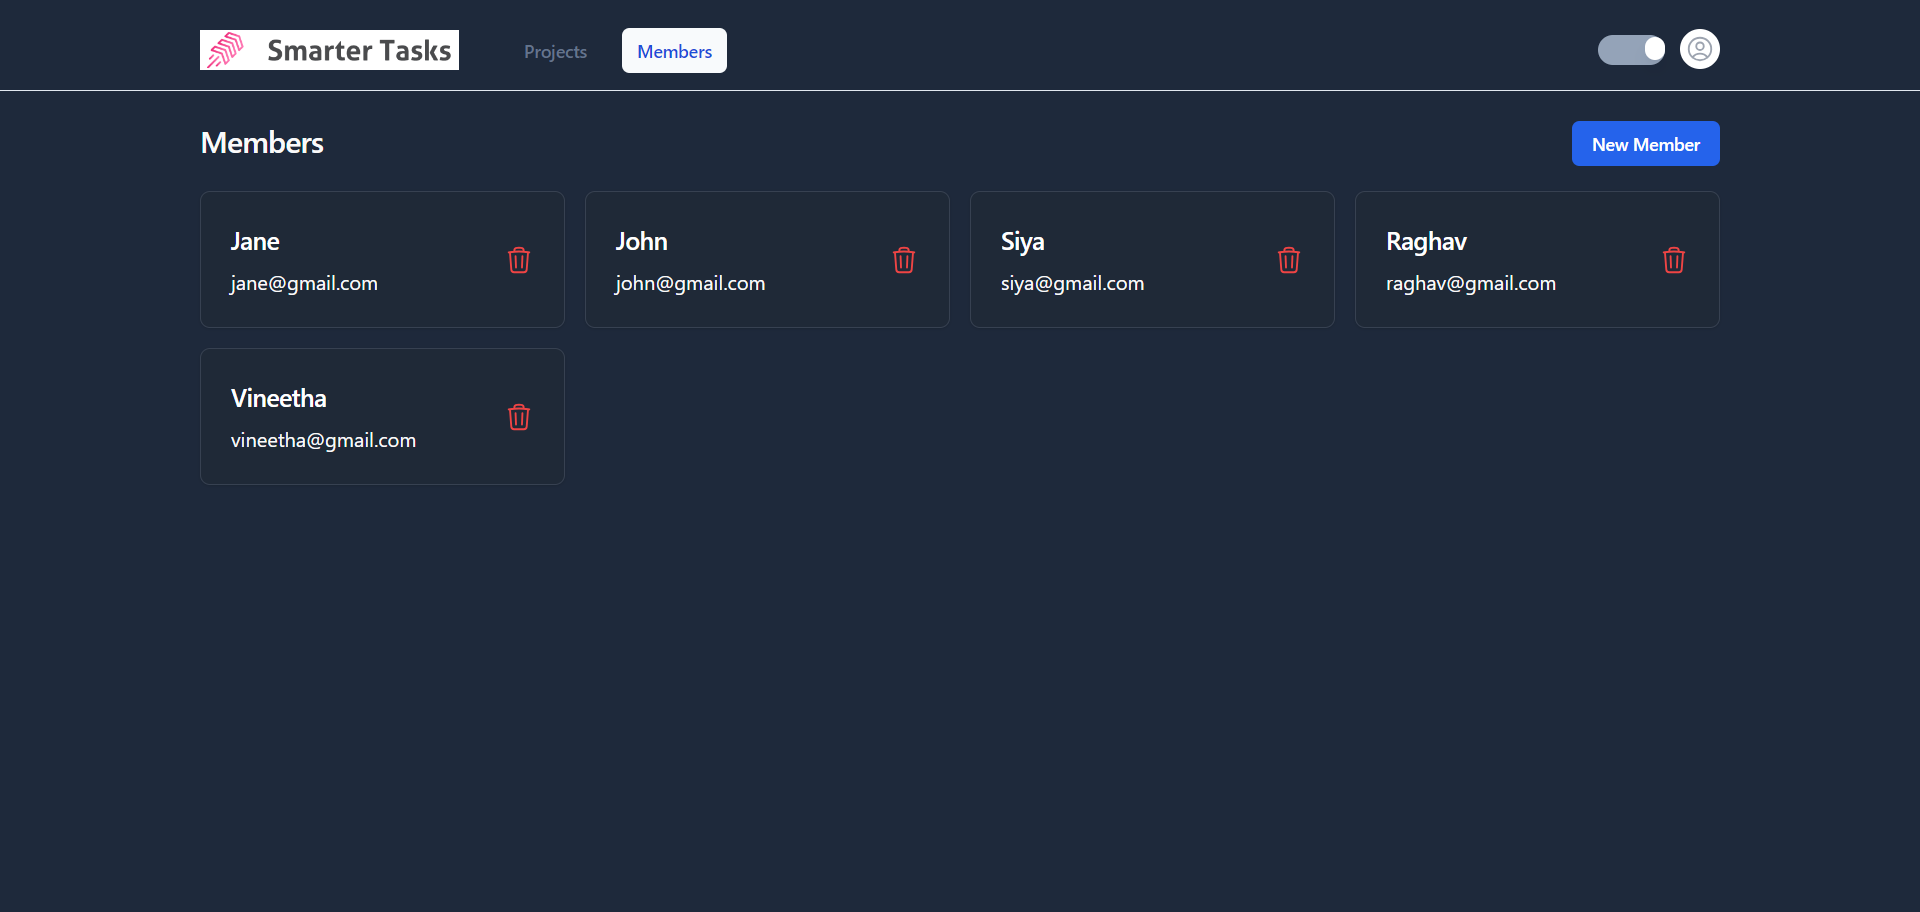 Smarter Tasks
Projects
Members
Members
New Member
Jane
jane@gmail.com
John
john@gmail.com
Siya
siya@gmail.com
Raghav
raghav@gmail.com
Vineetha
vineetha@gmail.com